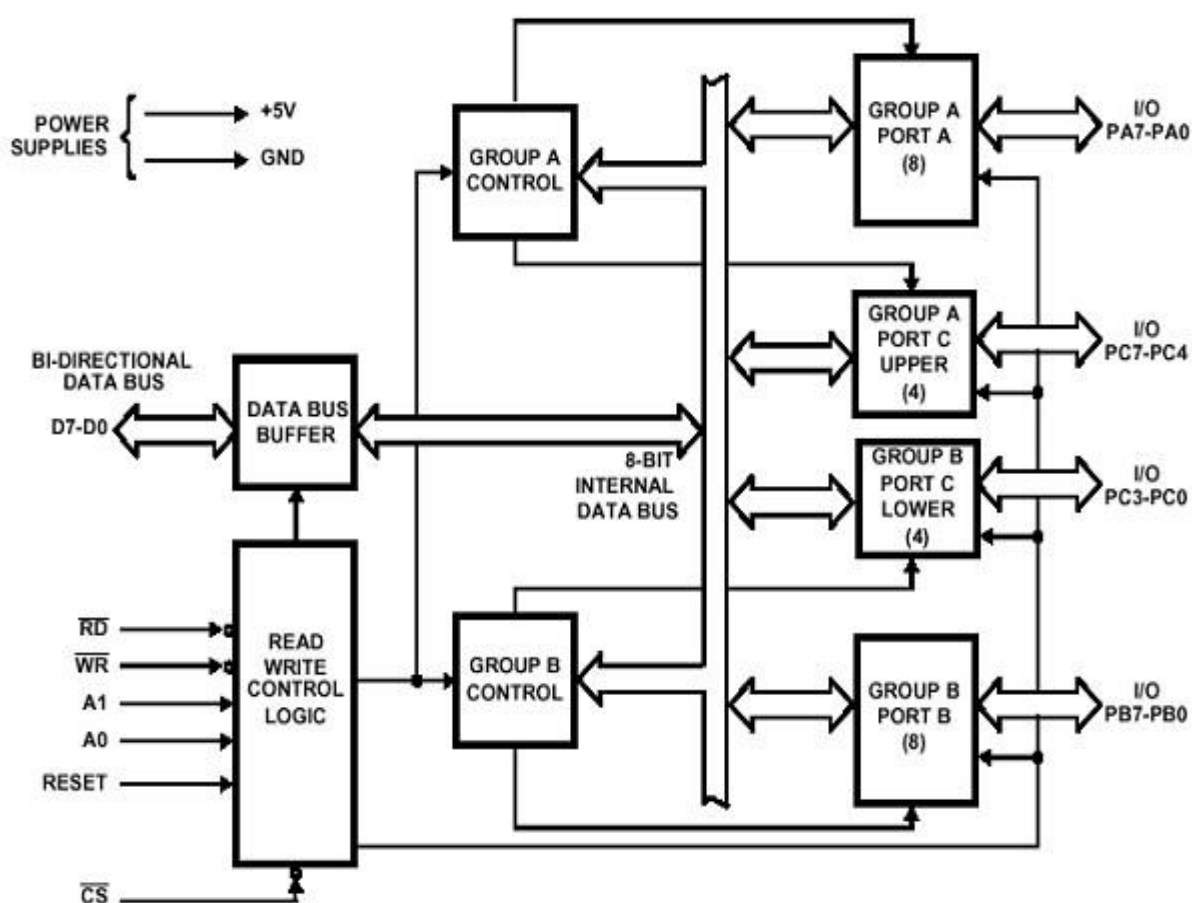 POWER
SUPPLIES
+5V
GND
GROUP A
CONTROL
GROUP A
PORT A
(8)
I/O
PA7-PA0
GROUP A
PORT C
UPPER
(4)
I/O
PC7-PC4
BI-DIRECTIONAL
DATA BUS
D7-D0
DATA BUS
BUFFER
8-BIT
INTERNAL
DATA BUS
GROUP B
PORT C
LOWER
(4)
I/O
PC3-PC0
RD
WR
A1
A0
RESET
CS
READ
WRITE
CONTROL
LOGIC
GROUP B
CONTROL
GROUP B
PORT B
(8)
I/O
PB7-PB0